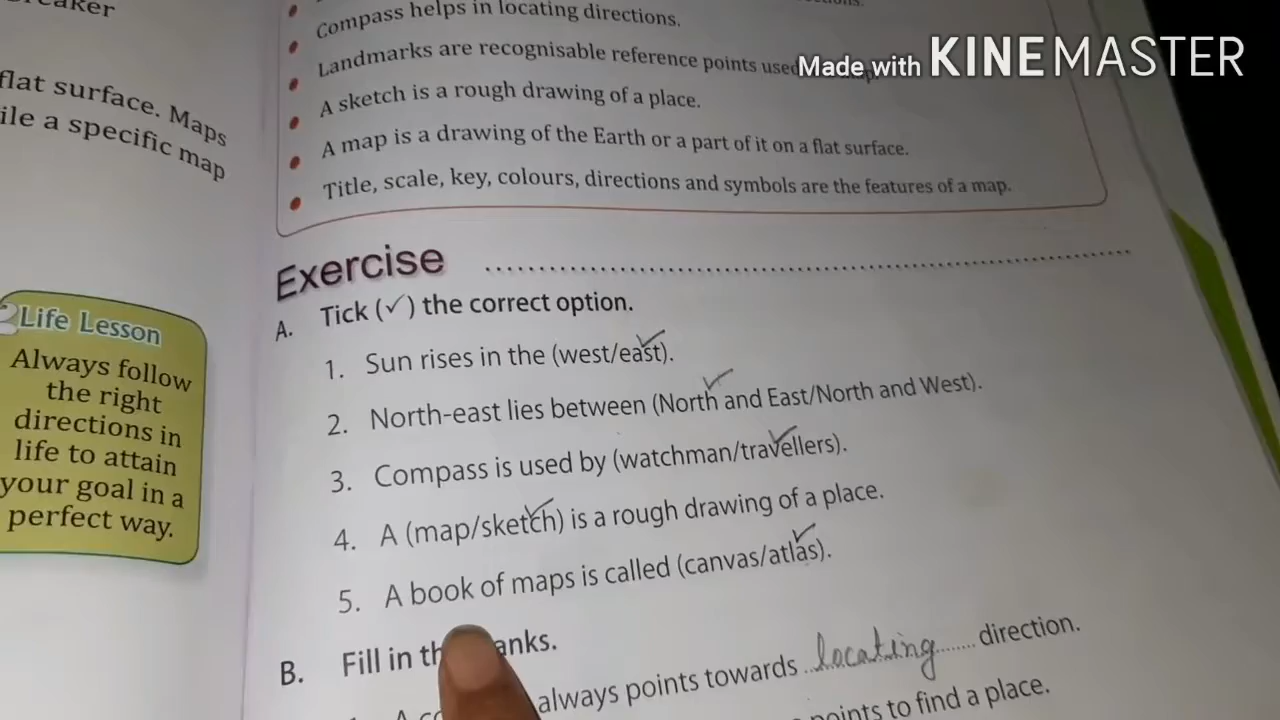 flat surface. Maps
a specific map
Life Lesson
Always follow
the right
directions in
life to attain
your goal in a
perfect way.
Compass helps in locating directions.
Landmarks are recognisable reference points used
Made with KINEMASTER
A sketch is a rough drawing of a place.
A map is a drawing of the Earth or a part of it on a flat surface.
Title, scale, key, colours, directions and symbols are the features of a map.
Exercise
A. Tick (✓) the correct option.
1. Sun rises in the (west/east).
2. North-east lies between (North and East/North and West).
3. Compass is used by (watchman/travellers).
4. A (map/sketch) is a rough drawing of a place.
5. A book of maps is called (canvas/atlas).
B. Fill in
always points towards locating direction.
points to find a place.